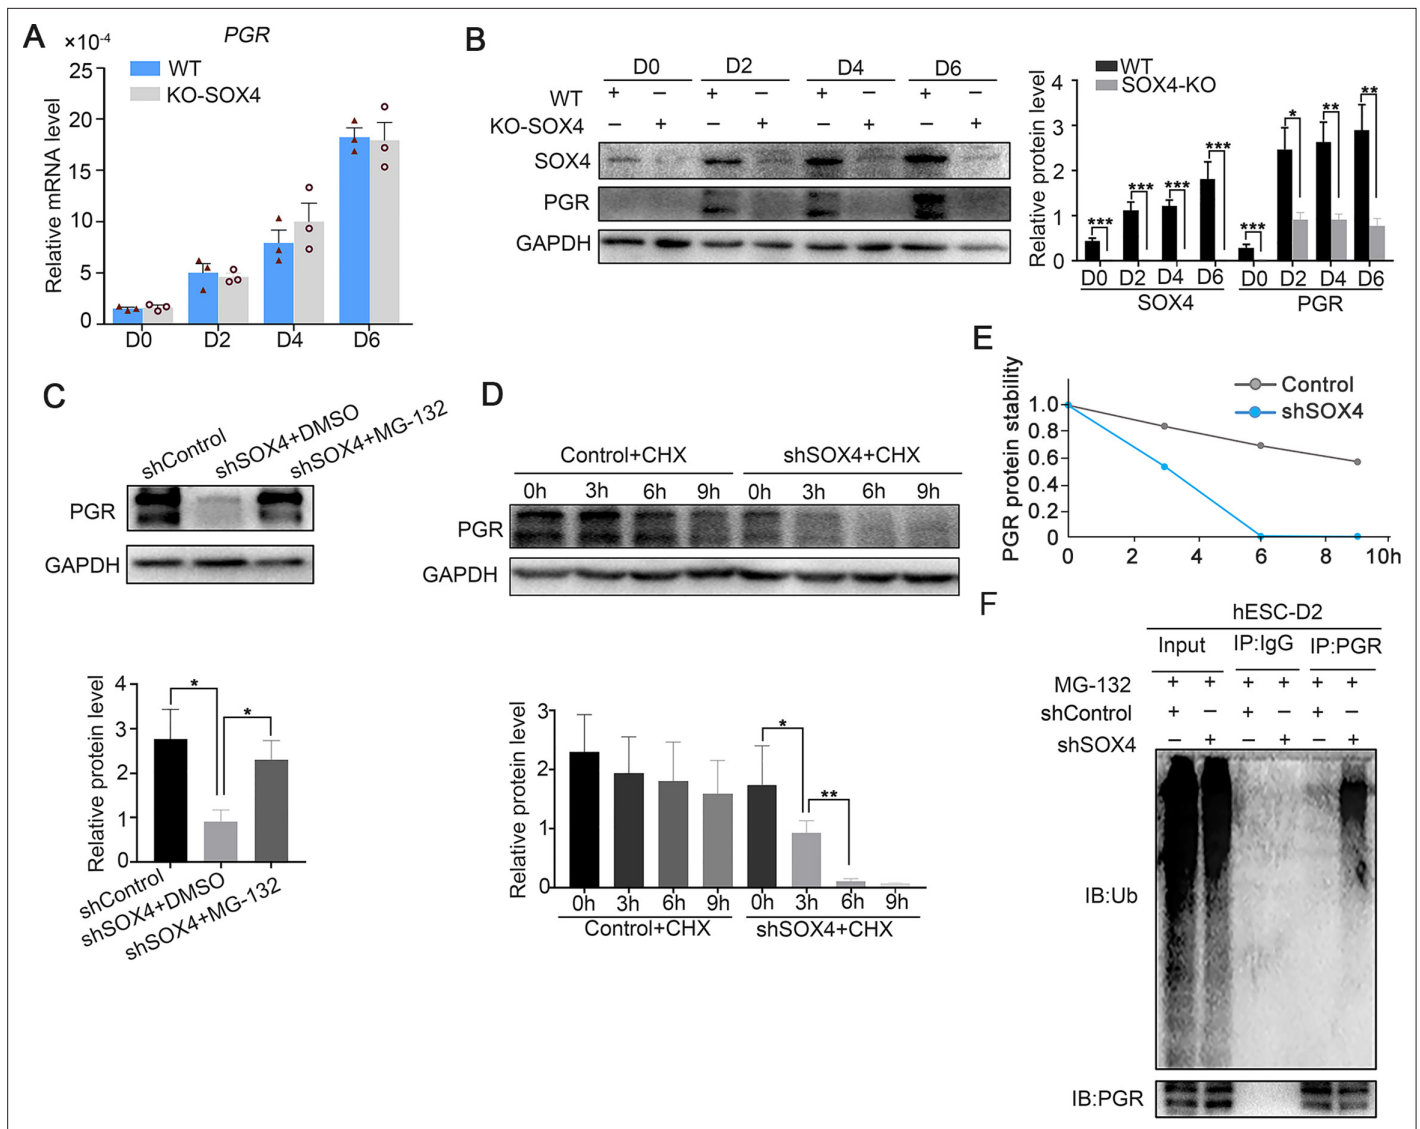 A
×10⁻⁴
PGR
WT
KO-SOX4
Relative mRNA level
25
20
15
10
5
0
D0 D2 D4 D6
B
D0 D2 D4 D6
WT + − + − + − + −
KO-SOX4 − + − + − + − +
SOX4
PGR
GAPDH
WT
SOX4-KO
Relative protein level
4
3
2
1
0
*** *** *** *** *** * ** **
D0 D2 D4 D6 D0 D2 D4 D6
SOX4 PGR
C
shControl
shSOX4+DMSO
shSOX4+MG-132
PGR
GAPDH
Relative protein level
4
3
2
1
0
* *
shControl
shSOX4+DMSO
shSOX4+MG-132
D
Control+CHX shSOX4+CHX
0h 3h 6h 9h 0h 3h 6h 9h
PGR
GAPDH
Relative protein level
3
2
1
0
* **
0h 3h 6h 9h 0h 3h 6h 9h
Control+CHX shSOX4+CHX
E
Control
shSOX4
PGR protein stability
1.0
0.8
0.6
0.4
0.2
0
0 2 4 6 8 10h
F
hESC-D2
Input IP:IgG IP:PGR
MG-132 + + + + + +
shControl + − + − + −
shSOX4 − + − + − +
IB:Ub
IB:PGR